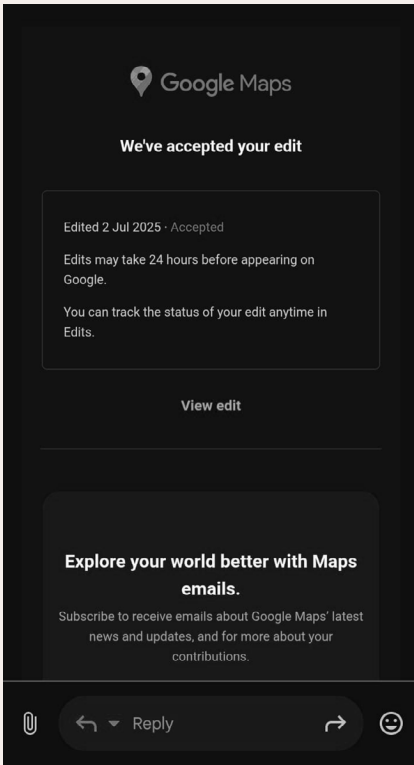 Google Maps
We've accepted your edit
Edited 2 Jul 2025 · Accepted
Edits may take 24 hours before appearing on
Google.
You can track the status of your edit anytime in
Edits.
View edit
Explore your world better with Maps
emails.
Subscribe to receive emails about Google Maps' latest
news and updates, and for more about your
contributions.
Reply